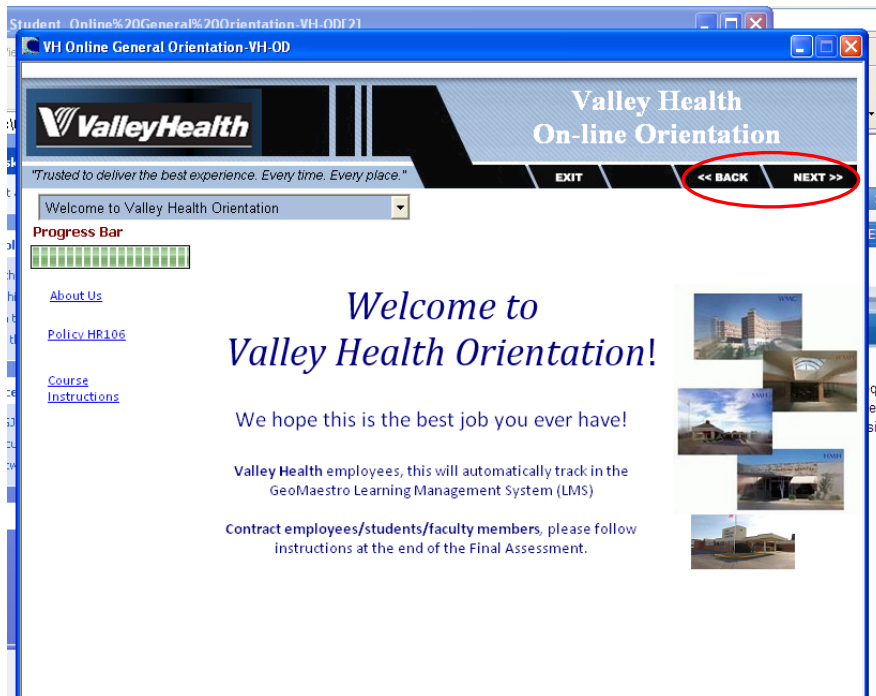 Student_Online%20General%20Orientation-VH-OD[2]
VH Online General Orientation-VH-OD
ValleyHealth
Valley Health
On-line Orientation
"Trusted to deliver the best experience. Every time. Every place."
EXIT
<< BACK
NEXT >>
Welcome to Valley Health Orientation
Progress Bar
About Us
Policy HR106
Course
Instructions
Welcome to
Valley Health Orientation!
We hope this is the best job you ever have!
Valley Health employees, this will automatically track in the
GeoMaestro Learning Management System (LMS)
Contract employees/students/faculty members, please follow
instructions at the end of the Final Assessment.
WMC
SMH
HMH